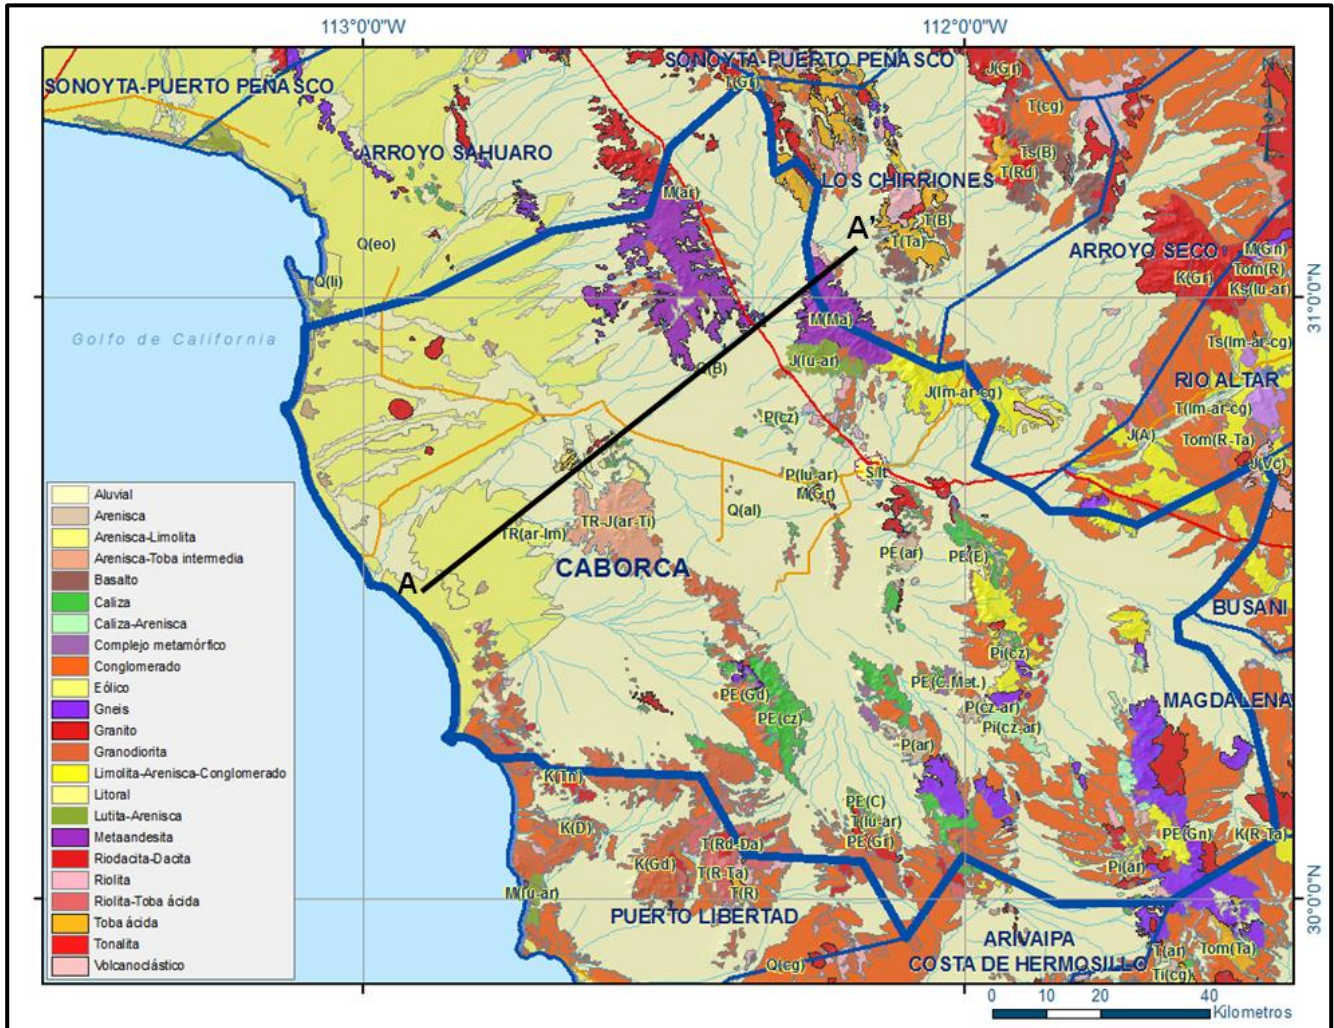 113°0'0"W
112°0'0"W
SONOYTA-PUERTO PEÑASCO
SONOYTA-PUERTO PEÑASCO
N
J(Gr)
T(Gr)
T(cg)
ARROYO SAHUARO
Ts(B)
T(Rd)
LOS CHIRRIONES
M(ar)
A'
T(B)
T(Ta)
Q(eo)
ARROYO SECO
M(Gn)
Tom(R)
K(Gr)
Ks(lu-ar)
Q(li)
31°0'0"N
M(Ma)
Golfo de California
Ts(lm-ar-cg)
J(lu-ar)
Q(B)
RIO ALTAR
J(lm-ar-cg)
T(lm-ar-cg)
P(cz)
J(A)
Tom(R-Ta)
J(Vc)
P(lu-ar)
S/It
M(Gr)
Q(al)
TR-J(ar-Ti)
TR(ar-lm)
CABORCA
PE(ar)
PE(E)
A
BUSANI
Pi(cz)
PE(C.Met.)
PE(Gd)
MAGDALENA
P(cz-ar)
PE(cz)
Pi(cz-ar)
P(ar)
K(Tn)
PE(C)
T(lu-ar)
K(D)
PE(Gr)
PE(Gn)
K(R-Ta)
T(Rd-Da)
K(Gd)
T(R-Ta)
Pi(ar)
M(lu-ar)
T(R)
30°0'0"N
PUERTO LIBERTAD
ARIVAIPA
T(ar)
Tom(Ta)
Q(cg)
COSTA DE HERMOSILLO
Ti(cg)
Aluvial
Arenisca
Arenisca-Limolita
Arenisca-Toba intermedia
Basalto
Caliza
Caliza-Arenisca
Complejo metamórfico
Conglomerado
Eólico
Gneis
Granito
Granodiorita
Limolita-Arenisca-Conglomerado
Litoral
Lutita-Arenisca
Metaandesita
Riodacita-Dacita
Riolita
Riolita-Toba ácida
Toba ácida
Tonalita
Volcanoclástico
0 10 20 40
Kilometros